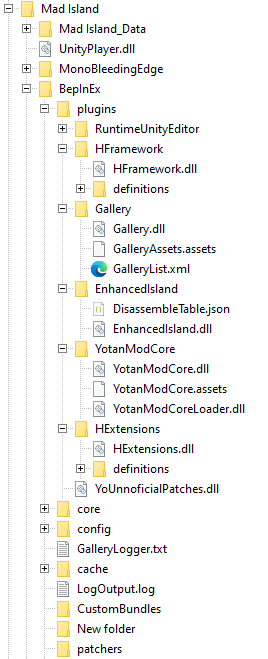 Mad Island
Mad Island_Data
UnityPlayer.dll
MonoBleedingEdge
BepInEx
plugins
RuntimeUnityEditor
HFramework
HFramework.dll
definitions
Gallery
Gallery.dll
GalleryAssets.assets
GalleryList.xml
EnhancedIsland
DisassembleTable.json
EnhancedIsland.dll
YotanModCore
YotanModCore.dll
YotanModCore.assets
YotanModCoreLoader.dll
HExtensions
HExtensions.dll
definitions
YoUnnoficialPatches.dll
core
config
GalleryLogger.txt
cache
LogOutput.log
CustomBundles
New folder
patchers